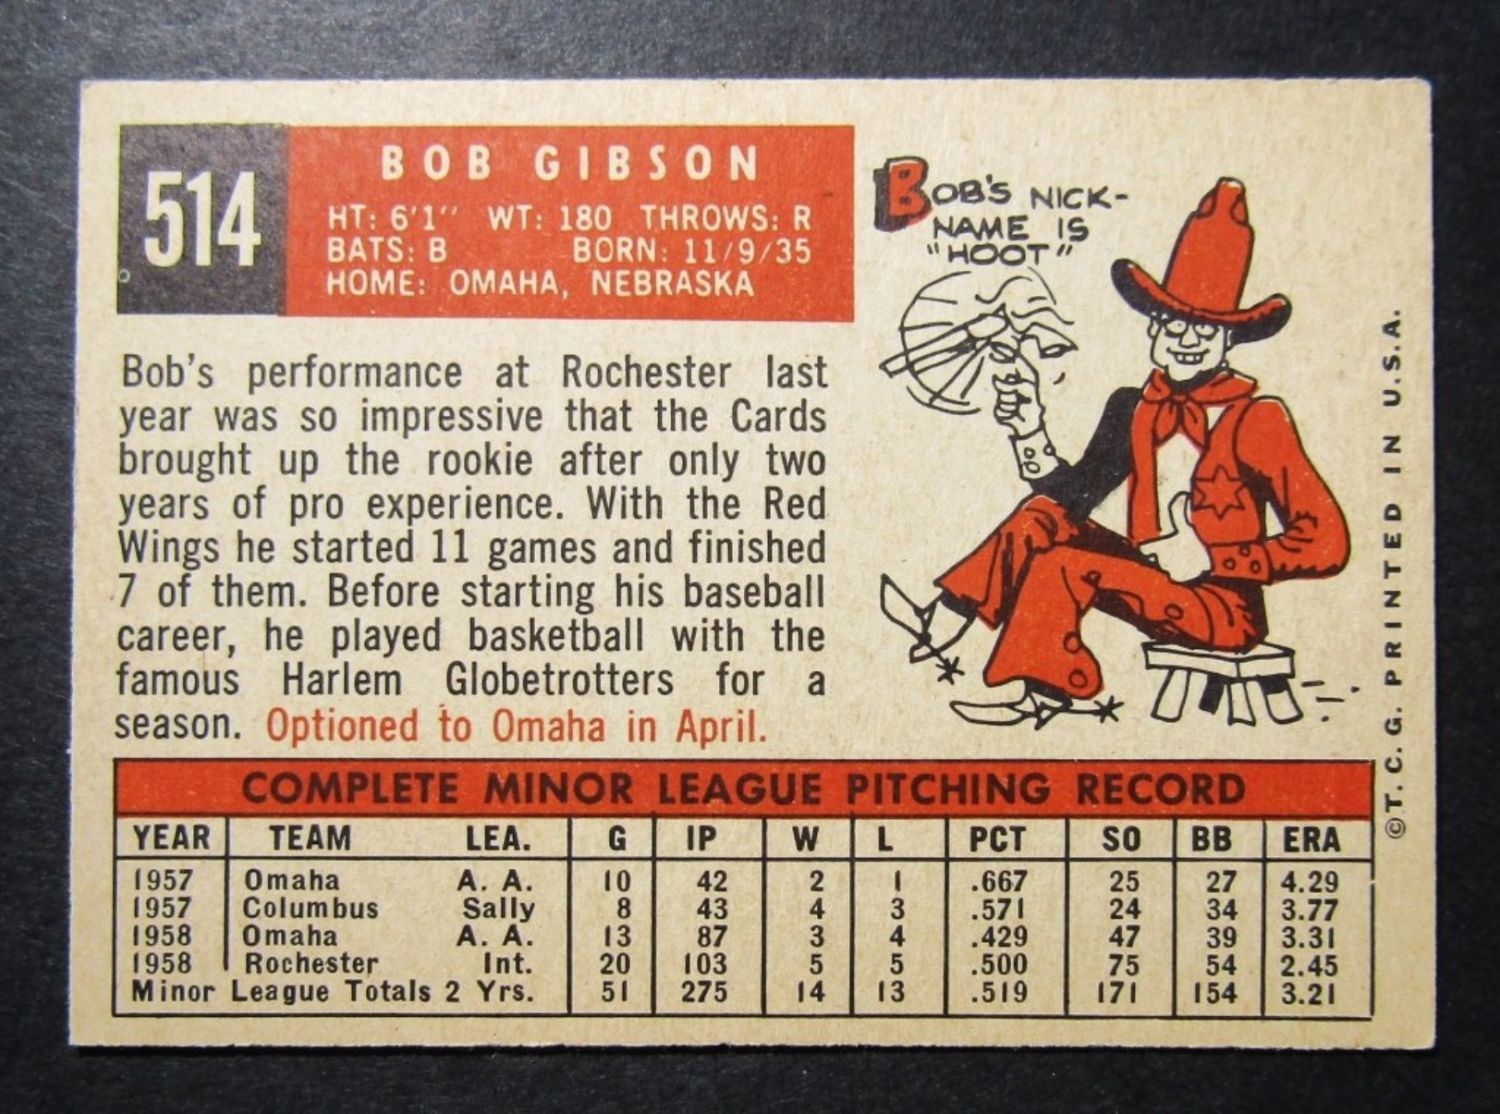 514
BOB GIBSON
HT: 6'1" WT: 180 THROWS: R
BATS: B BORN: 11/9/35
HOME: OMAHA, NEBRASKA
BOB'S NICK-
NAME IS
"HOOT"
Bob's performance at Rochester last
year was so impressive that the Cards
brought up the rookie after only two
years of pro experience. With the Red
Wings he started 11 games and finished
7 of them. Before starting his baseball
career, he played basketball with the
famous Harlem Globetrotters for a
season. Optioned to Omaha in April.
COMPLETE MINOR LEAGUE PITCHING RECORD
YEAR TEAM LEA. G IP W L PCT SO BB ERA
1957 Omaha A. A. 10 42 2 1 .667 25 27 4.29
1957 Columbus Sally 8 43 4 3 .571 24 34 3.77
1958 Omaha A. A. 13 87 3 4 .429 47 39 3.31
1958 Rochester Int. 20 103 5 5 .500 75 54 2.45
Minor League Totals 2 Yrs. 51 275 14 13 .519 171 154 3.21
©T. C. G. PRINTED IN U.S.A.